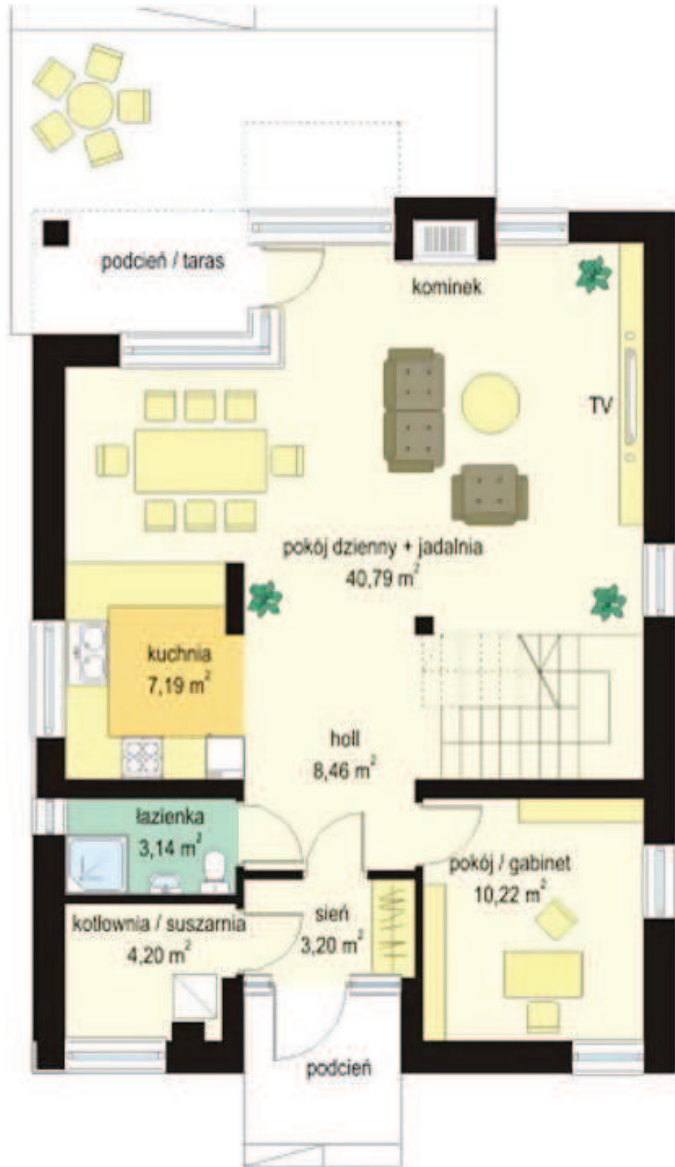 podcień / taras
kominek
TV
pokój dzienny + jadalnia
40,79 m²
kuchnia
7,19 m²
holl
8,46 m²
łazienka
3,14 m²
pokój / gabinet
10,22 m²
kotłownia / suszarnia
4,20 m²
sień
3,20 m²
podcień